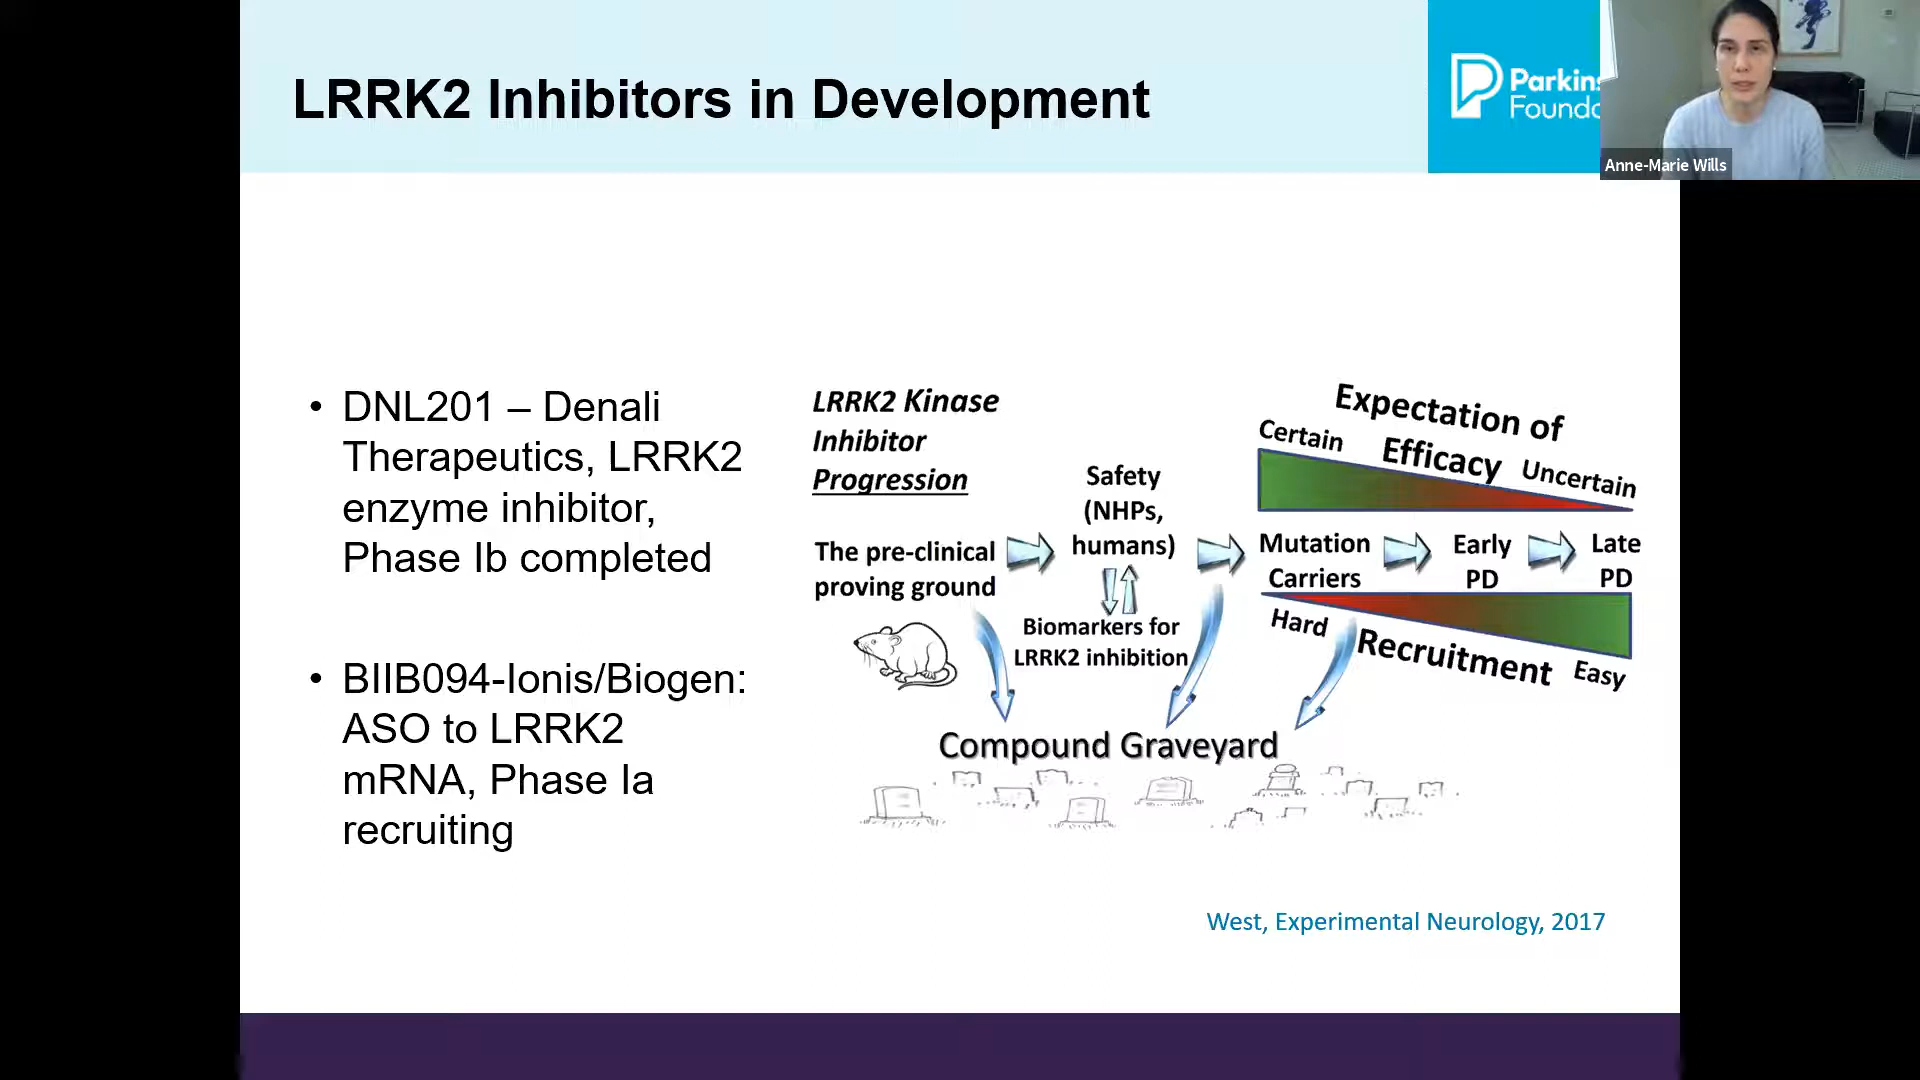 LRRK2 Inhibitors in Development
Parkins
Foundc
Anne-Marie Wills
• DNL201 – Denali
Therapeutics, LRRK2
enzyme inhibitor,
Phase Ib completed
• BIIB094-Ionis/Biogen:
ASO to LRRK2
mRNA, Phase Ia
recruiting
LRRK2 Kinase
Inhibitor
Progression
The pre-clinical
proving ground
Safety
(NHPs,
humans)
Biomarkers for
LRRK2 inhibition
Expectation of
Efficacy
Certain
Uncertain
Mutation
Carriers
Early
PD
Late
PD
Hard
Recruitment
Easy
Compound Graveyard
West, Experimental Neurology, 2017